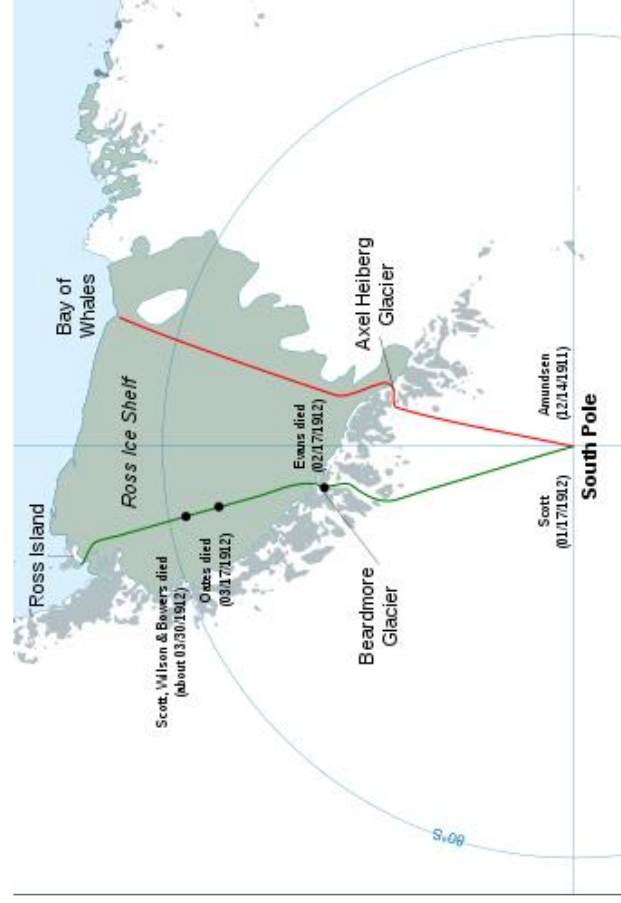 Ross Island
Bay of
Whales
Ross Ice Shelf
Scott, Wilson & Bowers died
(about 03/30/1912)
Oates died
(03/17/1912)
Evans died
(02/17/1912)
Axel Heiberg
Glacier
Beardmore
Glacier
Scott
(01/17/1912)
Amundsen
(12/14/1911)
South Pole
80°S